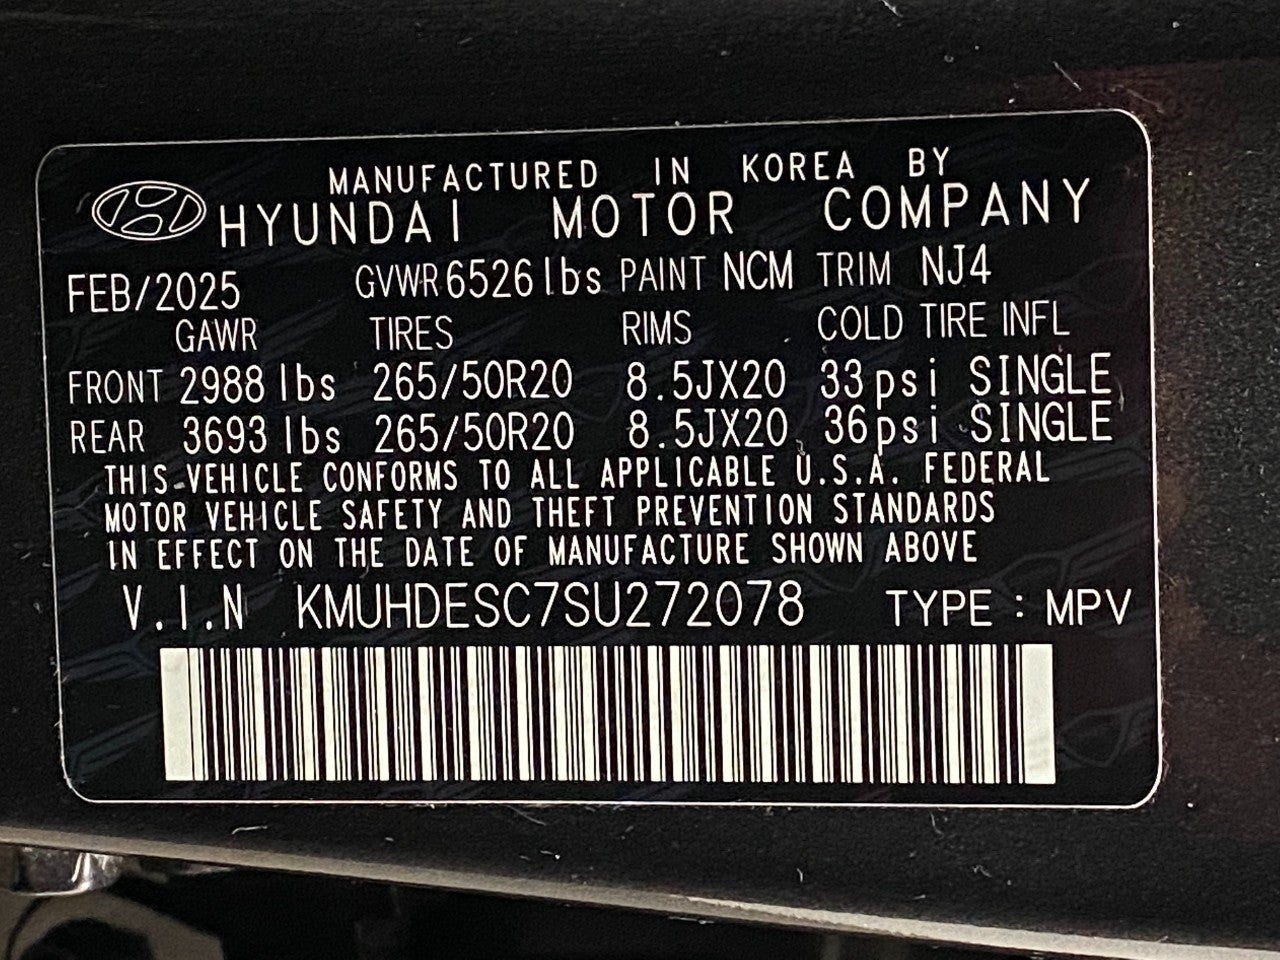 MANUFACTURED IN KOREA BY
HYUNDAI MOTOR COMPANY
FEB/2025 GVWR 6526 lbs PAINT NCM TRIM NJ4
GAWR TIRES RIMS COLD TIRE INFL
FRONT 2988 lbs 265/50R20 8.5JX20 33psi SINGLE
REAR 3693 lbs 265/50R20 8.5JX20 36psi SINGLE
THIS VEHICLE CONFORMS TO ALL APPLICABLE U.S.A. FEDERAL
MOTOR VEHICLE SAFETY AND THEFT PREVENTION STANDARDS
IN EFFECT ON THE DATE OF MANUFACTURE SHOWN ABOVE
V.I.N KMUHDESC7SU272078 TYPE : MPV